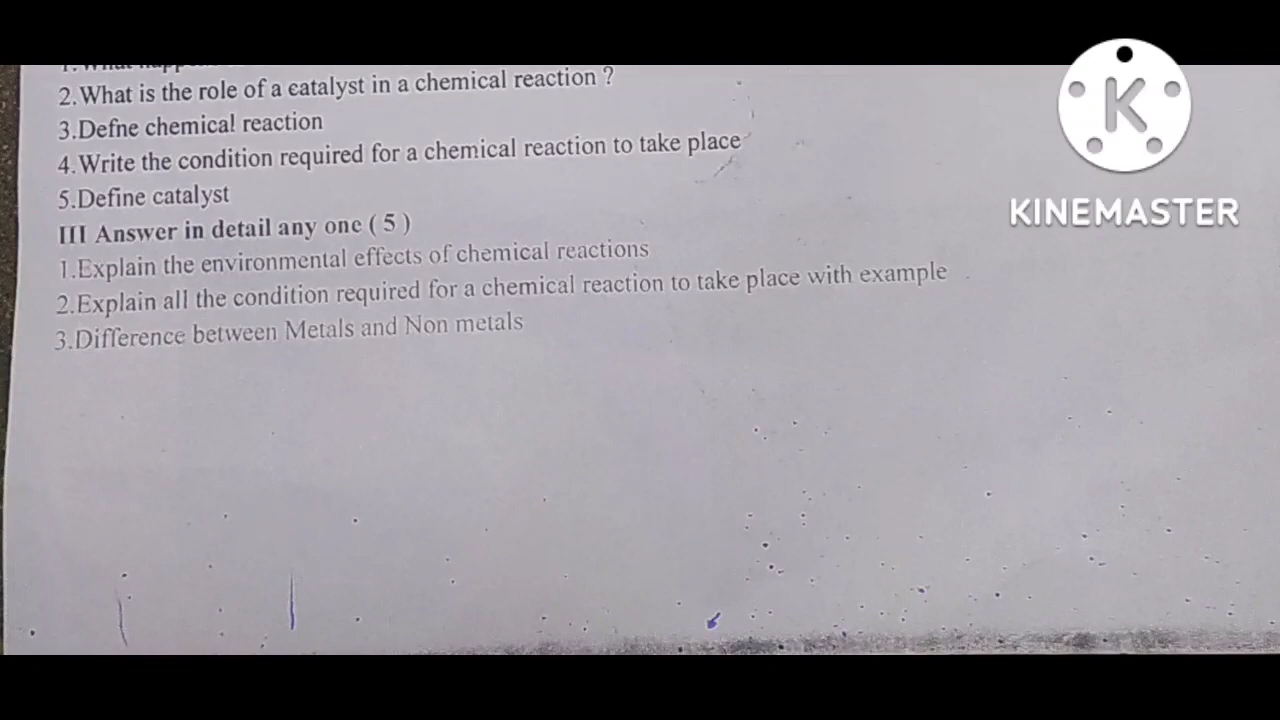 2.What is the role of a catalyst in a chemical reaction ?
3.Defne chemical reaction
4.Write the condition required for a chemical reaction to take place
5.Define catalyst
III Answer in detail any one ( 5 )
1.Explain the environmental effects of chemical reactions
2.Explain all the condition required for a chemical reaction to take place with example
3.Difference between Metals and Non metals
K
KINEMASTER